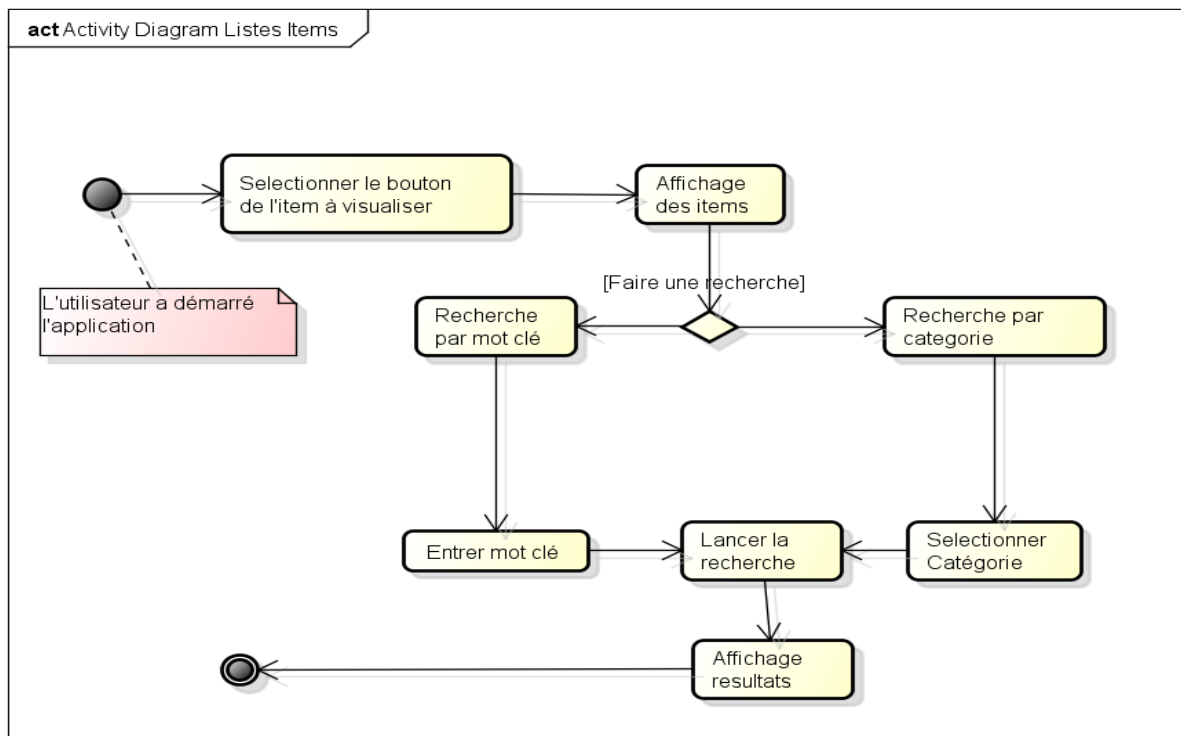 act Activity Diagram Listes Items
Selectionner le bouton
de l'item à visualiser
Affichage
des items
L'utilisateur a démarré
l'application
[Faire une recherche]
Recherche
par mot clé
Recherche par
categorie
Entrer mot clé
Lancer la
recherche
Selectionner
Catégorie
Affichage
resultats